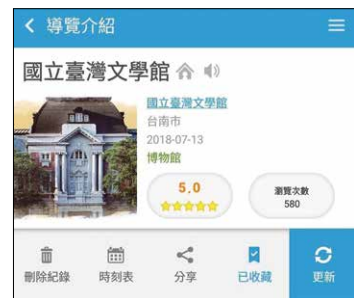 導覽介紹
國立臺灣文學館
國立臺灣文學館
台南市
2018-07-13
博物館
5.0
瀏覽次數
580
刪除紀錄
時刻表
分享
已收藏
更新